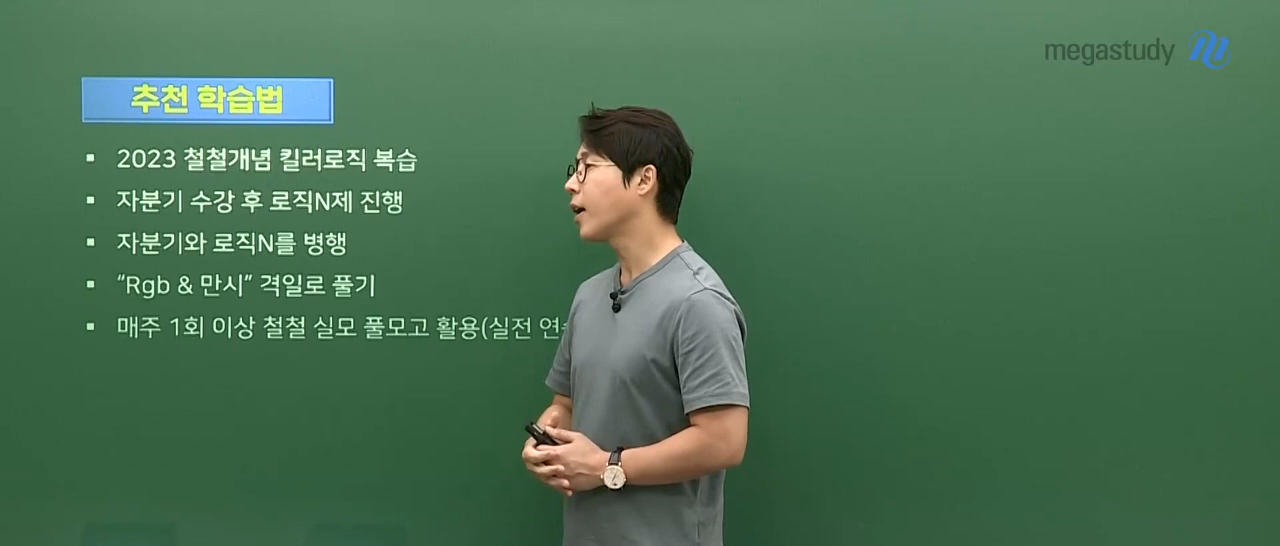 megastudy
추천 학습법
▪ 2023 철철개념 킬러로직 복습
▪ 자분기 수강 후 로직N제 진행
▪ 자분기와 로직N를 병행
▪ “Rgb & 만시” 격일로 풀기
▪ 매주 1회 이상 철철 실모 풀모고 활용(실전